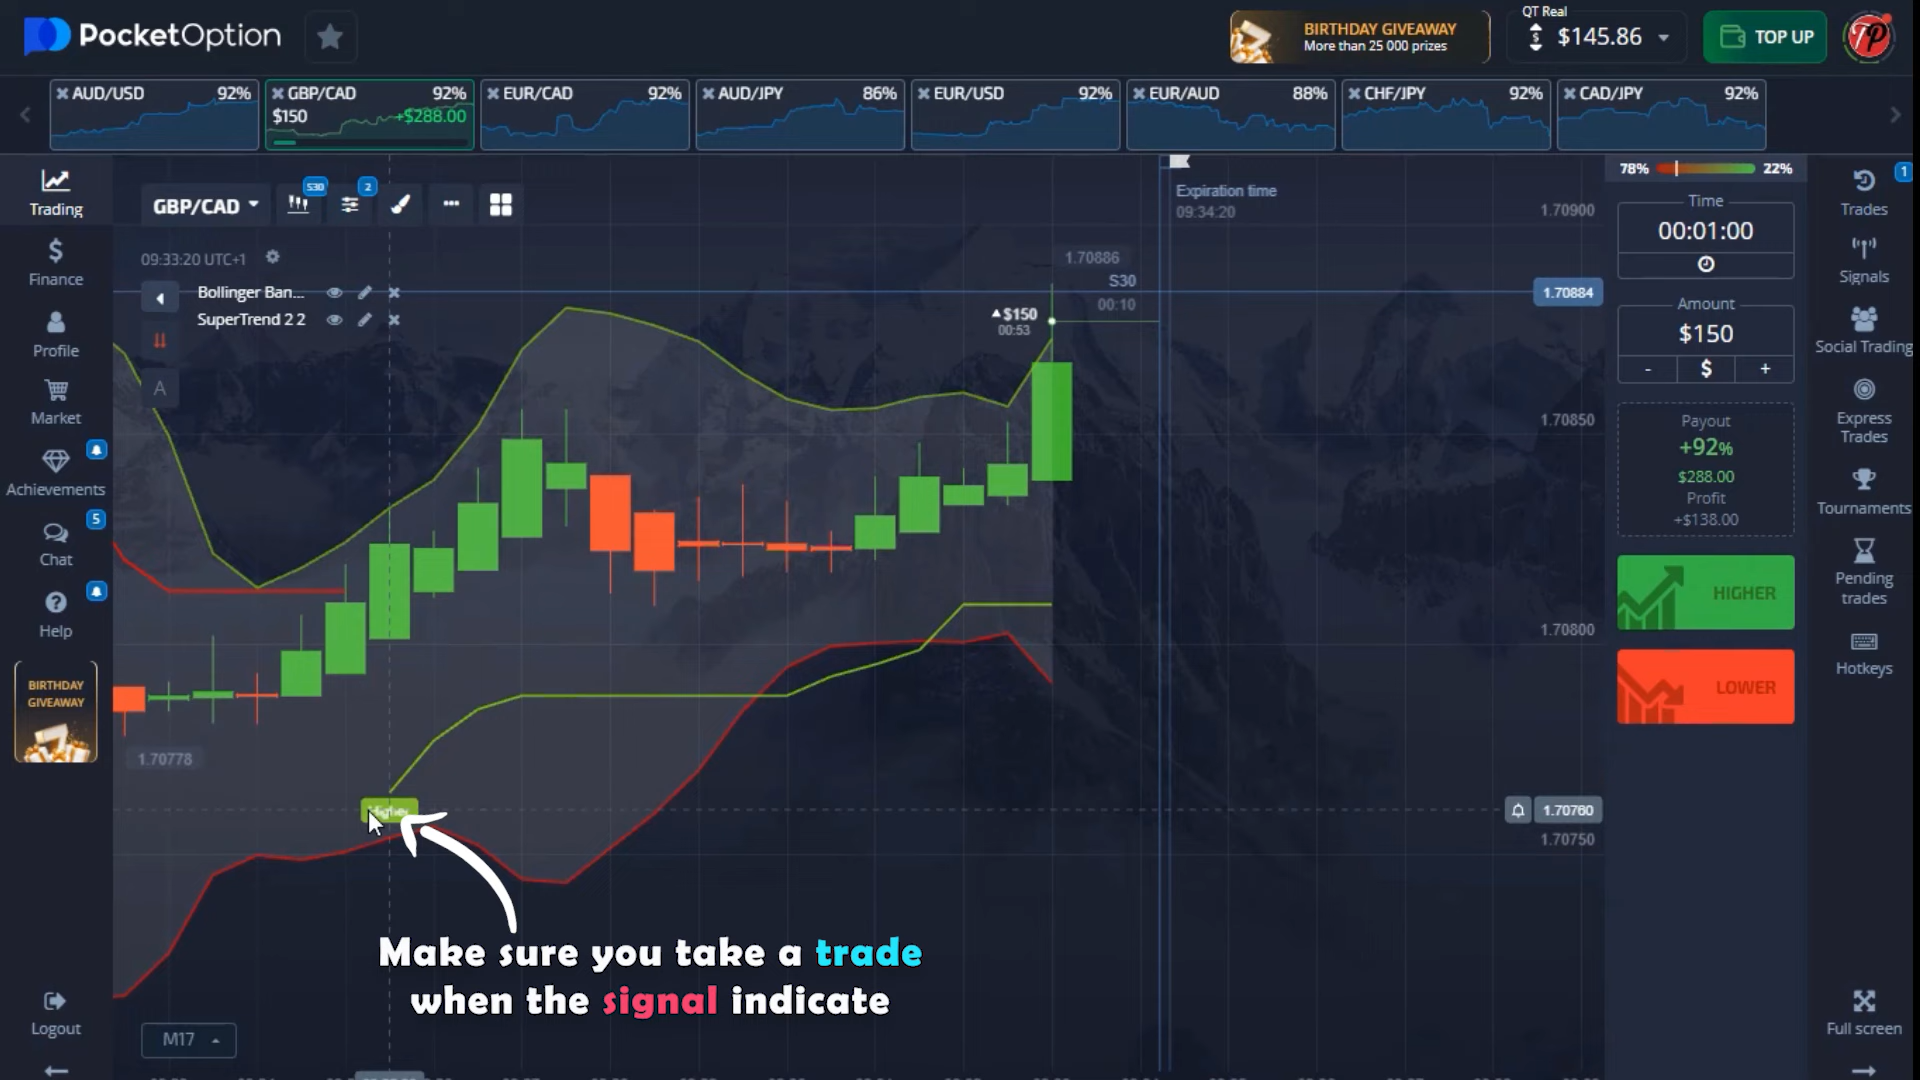 PocketOption
BIRTHDAY GIVEAWAY
More than 25 000 prizes
QT Real
$145.86
TOP UP
AUD/USD 92%
GBP/CAD 92%
$150 +$288.00
EUR/CAD 92%
AUD/JPY 86%
EUR/USD 92%
EUR/AUD 88%
CHF/JPY 92%
CAD/JPY 92%
Trading
Finance
Profile
Market
Achievements
5
Chat
Help
BIRTHDAY
GIVEAWAY
Logout
GBP/CAD
S30
2
09:33:20 UTC+1
Bollinger Ban...
SuperTrend 2 2
A
1.70778
Higher
M17
$150
00:53
1.70886
S30
00:10
Expiration time
09:34:20
1.70900
1.70884
1.70850
1.70800
1.70760
1.70750
Make sure you take a trade
when the signal indicate
78% 22%
Time
00:01:00
Amount
$150
- $ +
Payout
+92%
$288.00
Profit
+$138.00
HIGHER
LOWER
1
Trades
Signals
Social Trading
Express
Trades
Tournaments
Pending
trades
Hotkeys
Full screen